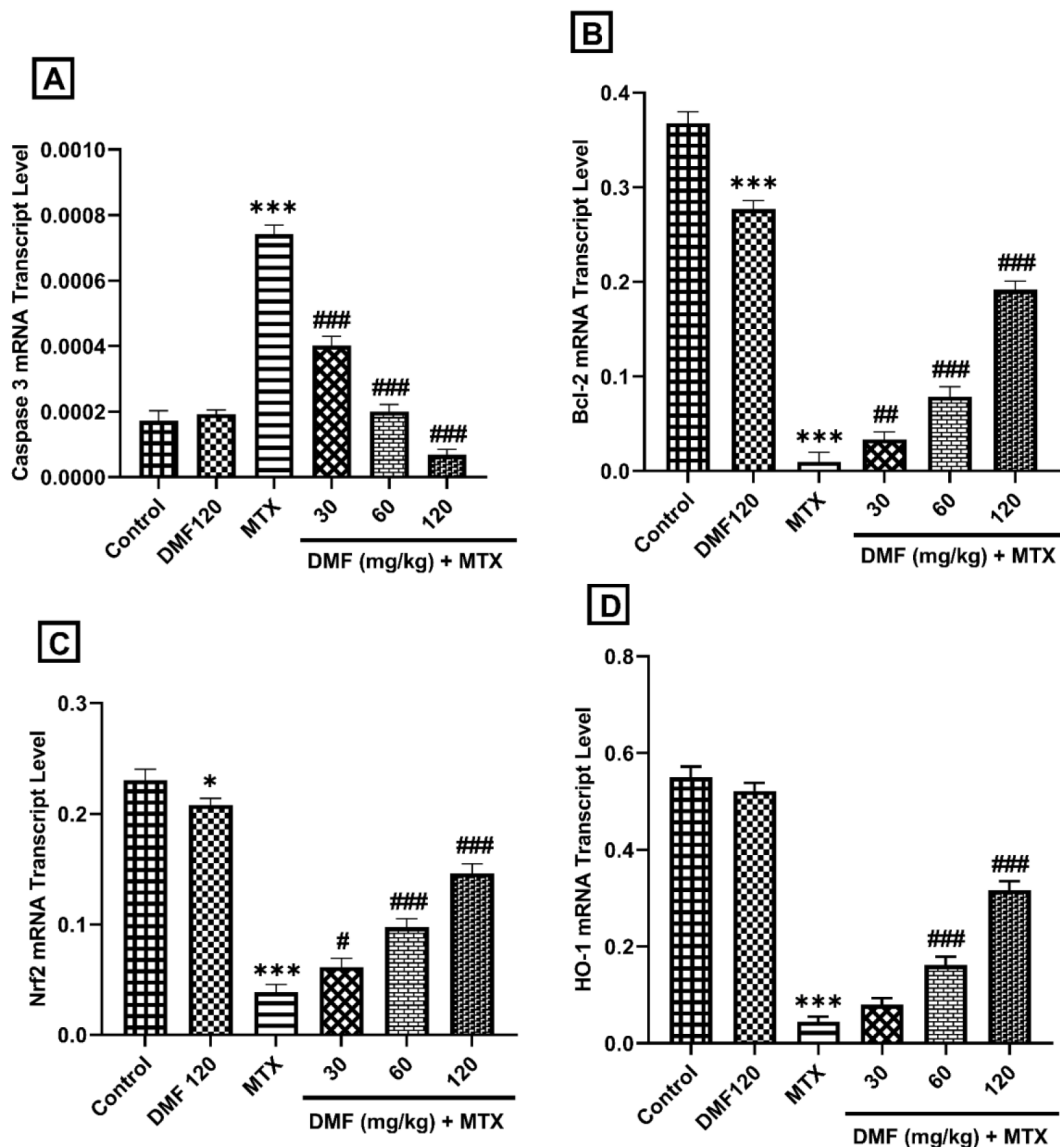 A
Caspase 3 mRNA Transcript Level
0.0010
0.0008
0.0006
0.0004
0.0002
0.0000
***
###
###
###
Control
DMF120
MTX
30
60
120
DMF (mg/kg) + MTX
B
Bcl-2 mRNA Transcript Level
0.4
0.3
0.2
0.1
0.0
***
***
##
###
###
Control
DMF120
MTX
30
60
120
DMF (mg/kg) + MTX
C
Nrf2 mRNA Transcript Level
0.3
0.2
0.1
0.0
*
***
#
###
###
Control
DMF 120
MTX
30
60
120
DMF (mg/kg) + MTX
D
HO-1 mRNA Transcript Level
0.8
0.6
0.4
0.2
0.0
***
###
###
Control
DMF120
MTX
30
60
120
DMF (mg/kg) + MTX